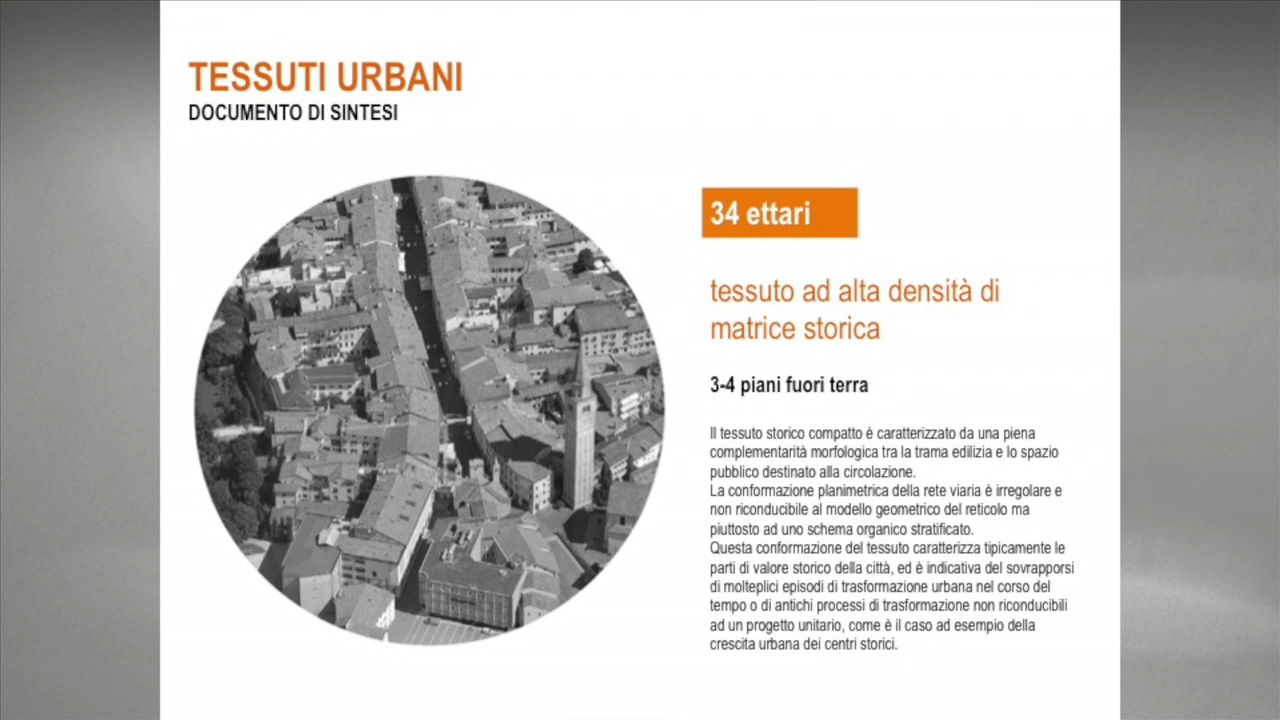 TESSUTI URBANI
DOCUMENTO DI SINTESI
34 ettari
tessuto ad alta densità di
matrice storica
3-4 piani fuori terra
Il tessuto storico compatto è caratterizzato da una piena
complementarità morfologica tra la trama edilizia e lo spazio
pubblico destinato alla circolazione.
La conformazione planimetrica della rete viaria è irregolare e
non riconducibile al modello geometrico del reticolo ma
piuttosto ad uno schema organico stratificato.
Questa conformazione del tessuto caratterizza tipicamente le
parti di valore storico della città, ed è indicativa del sovrapporsi
di molteplici episodi di trasformazione urbana nel corso del
tempo o di antichi processi di trasformazione non riconducibili
ad un progetto unitario, come è il caso ad esempio della
crescita urbana dei centri storici.